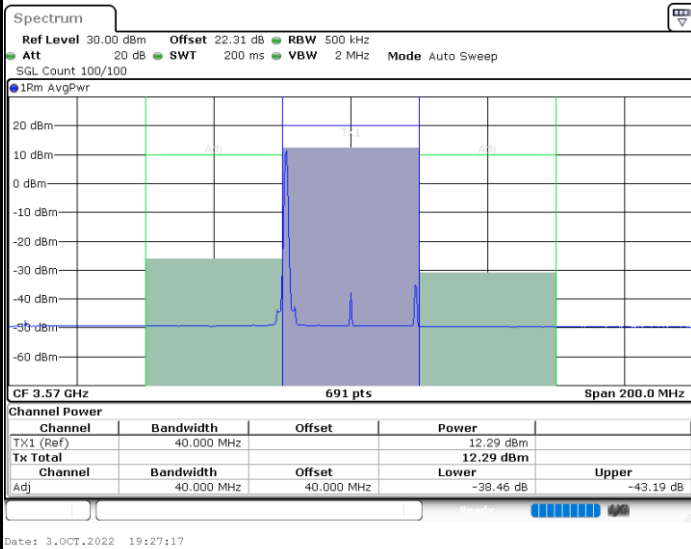 Spectrum
Ref Level 30.00 dBm Offset 22.31 dB RBW 500 kHz
Att 20 dB SWT 200 ms VBW 2 MHz Mode Auto Sweep
SGL Count 100/100
1Rm AvgPwr
20 dBm
TX1
10 dBm
Adj
Adj
0 dBm
-10 dBm
-20 dBm
-30 dBm
-40 dBm
-50 dBm
-60 dBm
CF 3.57 GHz 691 pts Span 200.0 MHz
Channel Power
Channel Bandwidth Offset Power
TX1 (Ref) 40.000 MHz 12.29 dBm
Tx Total 12.29 dBm
Channel Bandwidth Offset Lower Upper
Adj 40.000 MHz 40.000 MHz -38.46 dB -43.19 dB
Ready
Date: 3.OCT.2022 19:27:17